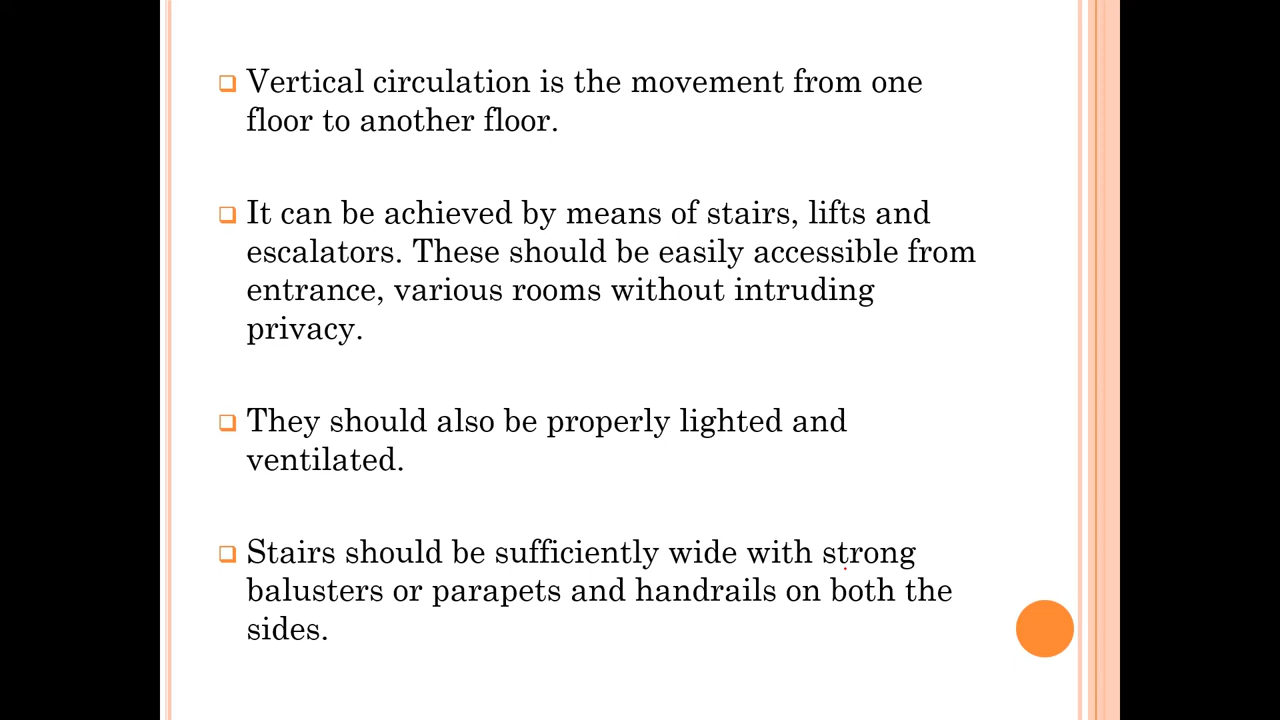 Vertical circulation is the movement from one
floor to another floor.
It can be achieved by means of stairs, lifts and
escalators. These should be easily accessible from
entrance, various rooms without intruding
privacy.
They should also be properly lighted and
ventilated.
Stairs should be sufficiently wide with strong
balusters or parapets and handrails on both the
sides.